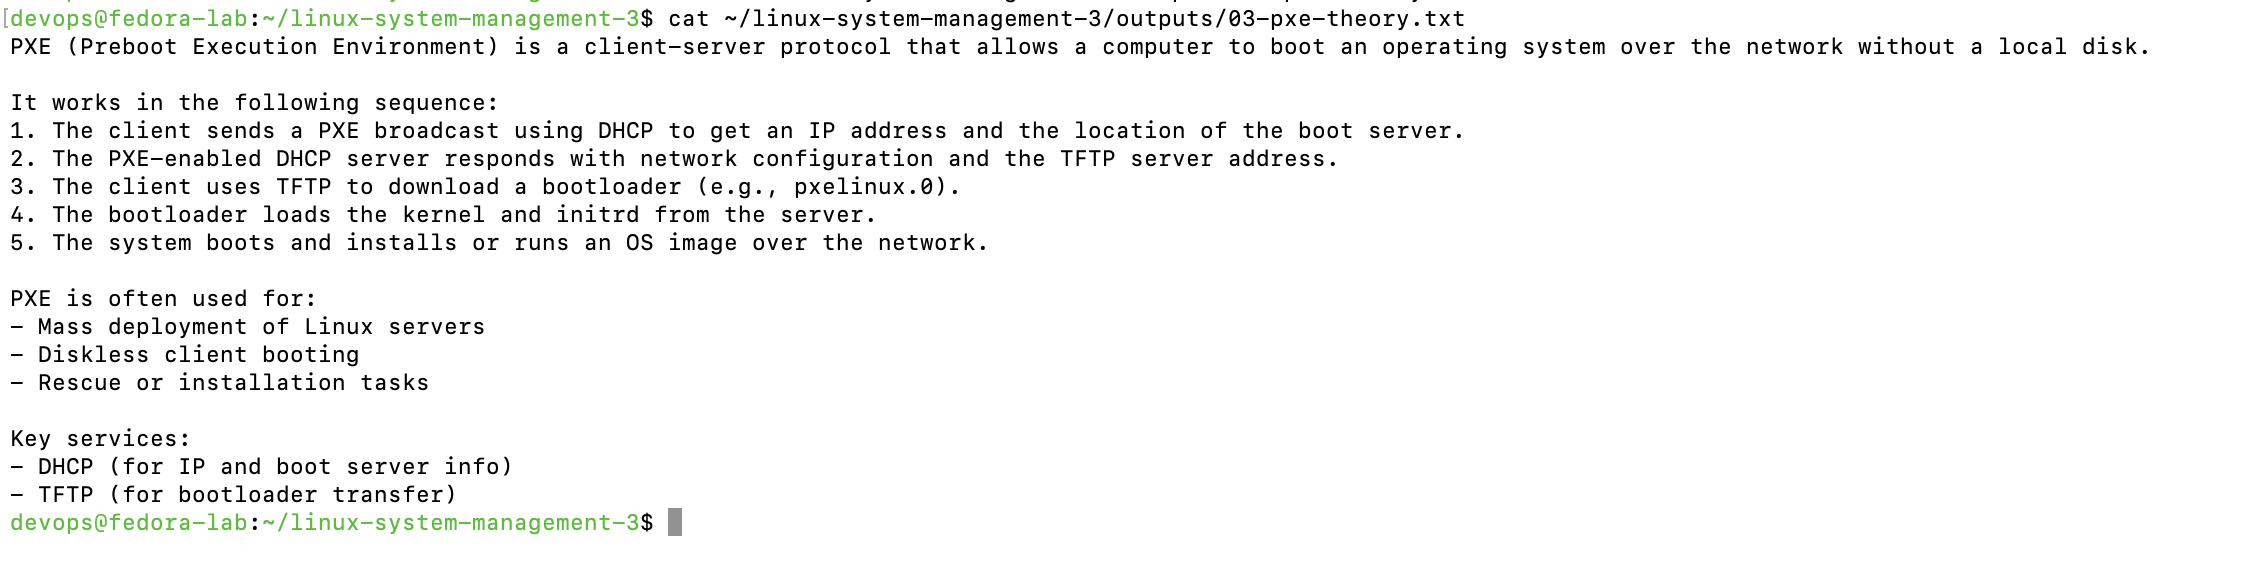 [devops@fedora-lab:~/linux-system-management-3$ cat ~/linux-system-management-3/outputs/03-pxe-theory.txt
PXE (Preboot Execution Environment) is a client-server protocol that allows a computer to boot an operating system over the network without a local disk.

It works in the following sequence:
1. The client sends a PXE broadcast using DHCP to get an IP address and the location of the boot server.
2. The PXE-enabled DHCP server responds with network configuration and the TFTP server address.
3. The client uses TFTP to download a bootloader (e.g., pxelinux.0).
4. The bootloader loads the kernel and initrd from the server.
5. The system boots and installs or runs an OS image over the network.

PXE is often used for:
- Mass deployment of Linux servers
- Diskless client booting
- Rescue or installation tasks

Key services:
- DHCP (for IP and boot server info)
- TFTP (for bootloader transfer)
devops@fedora-lab:~/linux-system-management-3$